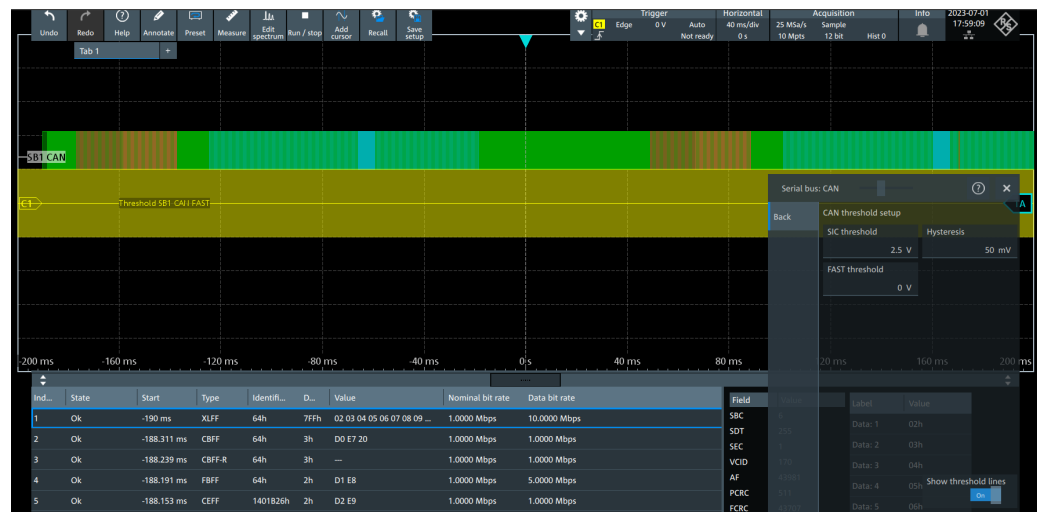 Undo Redo Help Annotate Preset Measure Edit spectrum Run / stop Add cursor Recall Save setup
Trigger Horizontal Acquisition Info 2023-07-01
C1 Edge 0 V Auto 40 ms/div 25 MSa/s Sample 17:59:09
Not ready 0 s 10 Mpts 12 bit Hist 0
Tab 1 +
SB1 CAN
Serial bus: CAN
C1 Threshold SB1 CAN FAST
TA
Back CAN threshold setup
SIC threshold Hysteresis
2.5 V 50 mV
FAST threshold
0 V
-200 ms -160 ms -120 ms -80 ms -40 ms 0 s 40 ms 80 ms 120 ms 160 ms 200 ms
Ind... State Start Type Identifi... D... Value Nominal bit rate Data bit rate Field Value Label Value
1 Ok -190 ms XLFF 64h 7FFh 02 03 04 05 06 07 08 09 ... 1.0000 Mbps 10.0000 Mbps SBC 6 Data: 1 02h
SDT 255
2 Ok -188.311 ms CBFF 64h 3h D0 E7 20 1.0000 Mbps 1.0000 Mbps SEC 1 Data: 2 03h
3 Ok -188.239 ms CBFF-R 64h 3h --- 1.0000 Mbps 1.0000 Mbps VCID Data: 3 04h
4 Ok -188.191 ms FBFF 64h 2h D1 E8 1.0000 Mbps 5.0000 Mbps AF Data: 4 05h Show threshold lines
PCRC On
5 Ok -188.153 ms CEFF 1401B26h 2h D2 E9 1.0000 Mbps 1.0000 Mbps FCRC Data: 5 06h